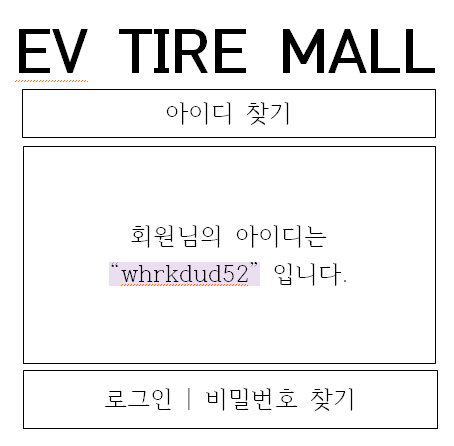 EV TIRE MALL
아이디 찾기
회원님의 아이디는
“whrkdud52” 입니다.
로그인 | 비밀번호 찾기